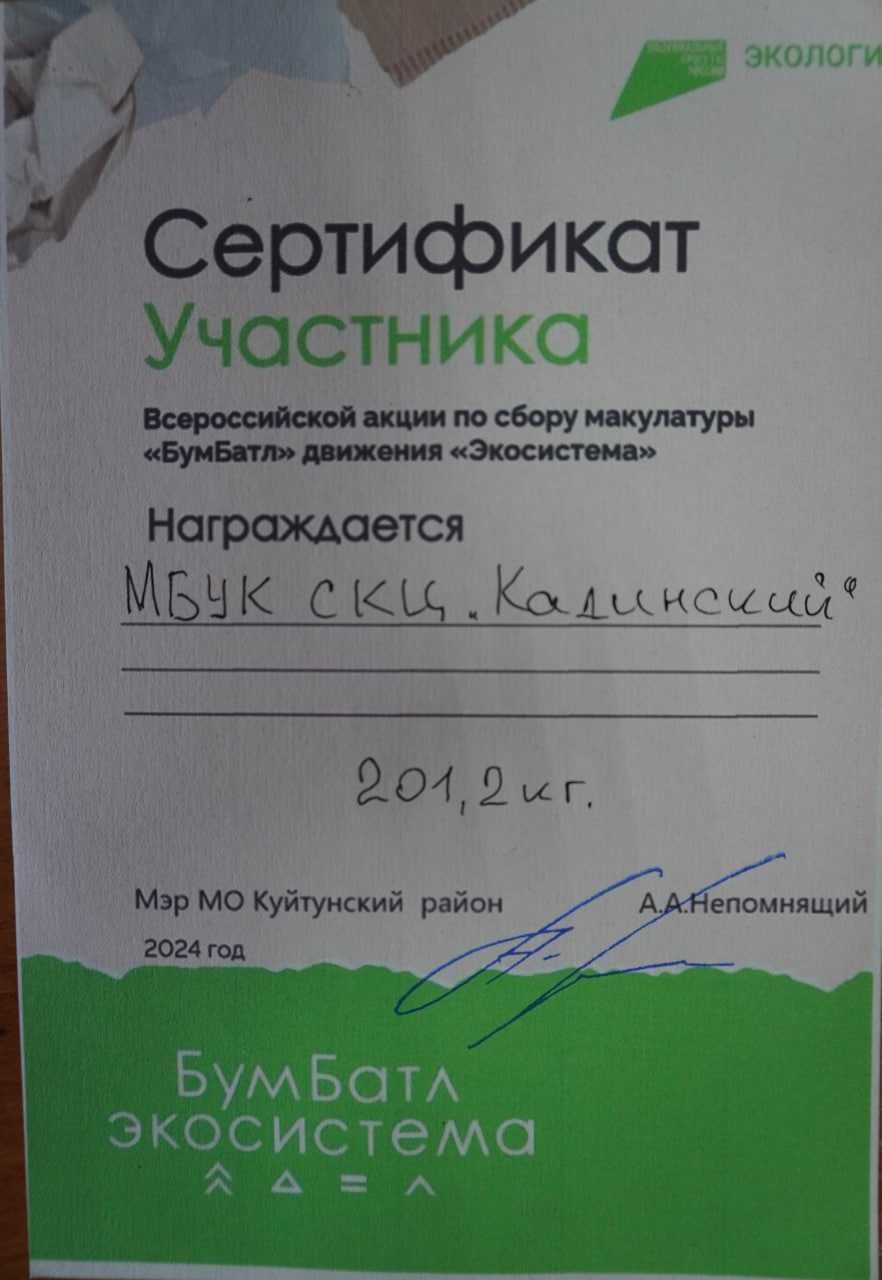 ЭКОЛОГИ
Сертификат
Участника
Всероссийской акции по сбору макулатуры
«БумБатл» движения «Экосистема»
Награждается
МБУК СКЦ „Кадинский“
201,2 кг.
Мэр МО Куйтунский район А.А.Непомнящий
2024 год
БумБатл
экосистема